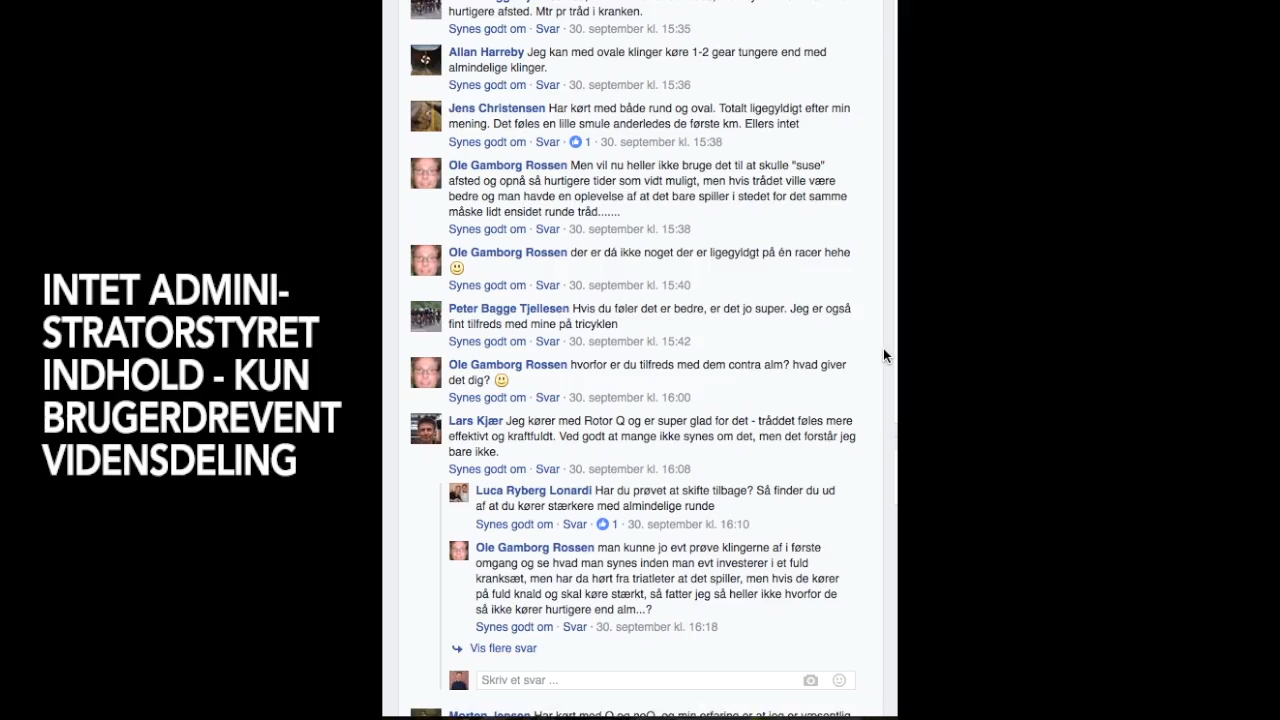 INTET ADMINI-
STRATORSTYRET
INDHOLD - KUN
BRUGERDREVENT
VIDENSDELING
hurtigere afsted. Mtr pr tråd i kranken.
Synes godt om · Svar · 30. september kl. 15:35
Allan Harreby Jeg kan med ovale klinger køre 1-2 gear tungere end med
almindelige klinger.
Synes godt om · Svar · 30. september kl. 15:36
Jens Christensen Har kørt med både rund og oval. Totalt ligegyldigt efter min
mening. Det føles en lille smule anderledes de første km. Ellers intet
Synes godt om · Svar · 1 · 30. september kl. 15:38
Ole Gamborg Rossen Men vil nu heller ikke bruge det til at skulle "suse"
afsted og opnå så hurtigere tider som vidt muligt, men hvis trådet ville være
bedre og man havde en oplevelse af at det bare spiller i stedet for det samme
måske lidt ensidet runde tråd.......
Synes godt om · Svar · 30. september kl. 15:38
Ole Gamborg Rossen der er då ikke noget der er ligegyldgt på én racer hehe
Synes godt om · Svar · 30. september kl. 15:40
Peter Bagge Tjellesen Hvis du føler det er bedre, er det jo super. Jeg er også
fint tilfreds med mine på tricyklen
Synes godt om · Svar · 30. september kl. 15:42
Ole Gamborg Rossen hvorfor er du tilfreds med dem contra alm? hvad giver
det dig?
Synes godt om · Svar · 30. september kl. 16:00
Lars Kjær Jeg kører med Rotor Q og er super glad for det - tråddet føles mere
effektivt og kraftfuldt. Ved godt at mange ikke synes om det, men det forstår jeg
bare ikke.
Synes godt om · Svar · 30. september kl. 16:08
Luca Ryberg Lonardi Har du prøvet at skifte tilbage? Så finder du ud
af at du kører stærkere med almindelige runde
Synes godt om · Svar · 1 · 30. september kl. 16:10
Ole Gamborg Rossen man kunne jo evt prøve klingerne af i første
omgang og se hvad man synes inden man evt investerer i et fuld
kranksæt, men har da hørt fra triatleter at det spiller, men hvis de kører
på fuld knald og skal køre stærkt, så fatter jeg så heller ikke hvorfor de
så ikke kører hurtigere end alm...?
Synes godt om · Svar · 30. september kl. 16:18
Vis flere svar
Skriv et svar ...
Morten Jensen Har kørt med Q og noQ, og min erfaring er at jeg er væsentlig